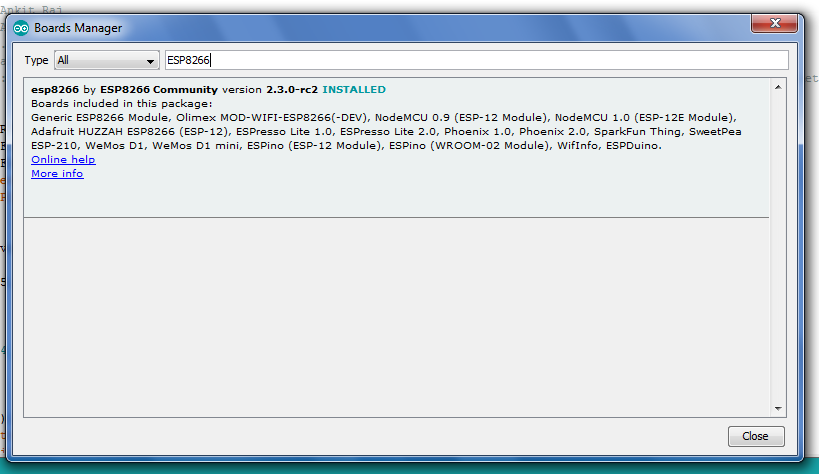 Ankit Raj
Boards Manager
Type All ESP8266
esp8266 by ESP8266 Community version 2.3.0-rc2 INSTALLED
Boards included in this package:
Generic ESP8266 Module, Olimex MOD-WIFI-ESP8266(-DEV), NodeMCU 0.9 (ESP-12 Module), NodeMCU 1.0 (ESP-12E Module),
Adafruit HUZZAH ESP8266 (ESP-12), ESPresso Lite 1.0, ESPresso Lite 2.0, Phoenix 1.0, Phoenix 2.0, SparkFun Thing, SweetPea
ESP-210, WeMos D1, WeMos D1 mini, ESPino (ESP-12 Module), ESPino (WROOM-02 Module), WifInfo, ESPDuino.
Online help
More info
Close